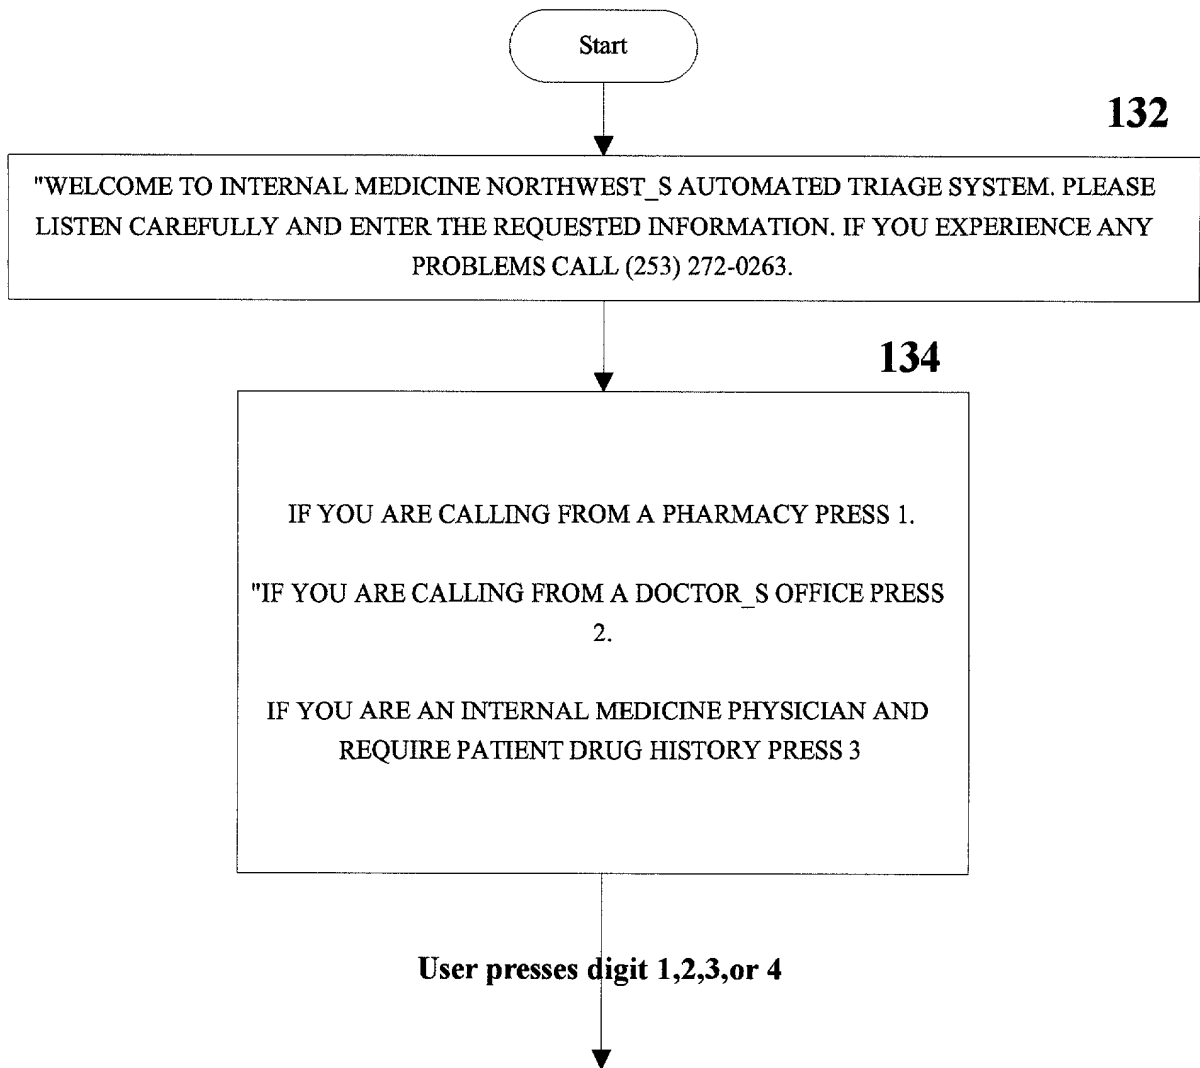 Start
132
"WELCOME TO INTERNAL MEDICINE NORTHWEST_S AUTOMATED TRIAGE SYSTEM. PLEASE
LISTEN CAREFULLY AND ENTER THE REQUESTED INFORMATION. IF YOU EXPERIENCE ANY
PROBLEMS CALL (253) 272-0263.
134
IF YOU ARE CALLING FROM A PHARMACY PRESS 1.
"IF YOU ARE CALLING FROM A DOCTOR_S OFFICE PRESS
2.
IF YOU ARE AN INTERNAL MEDICINE PHYSICIAN AND
REQUIRE PATIENT DRUG HISTORY PRESS 3
User presses digit 1,2,3,or 4